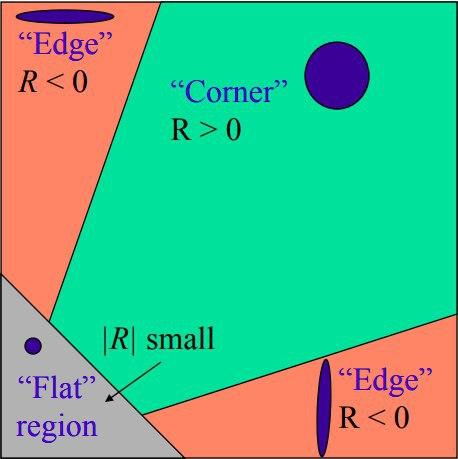 “Edge”
R < 0
“Corner”
R > 0
|R| small
“Flat”
region
“Edge”
R < 0